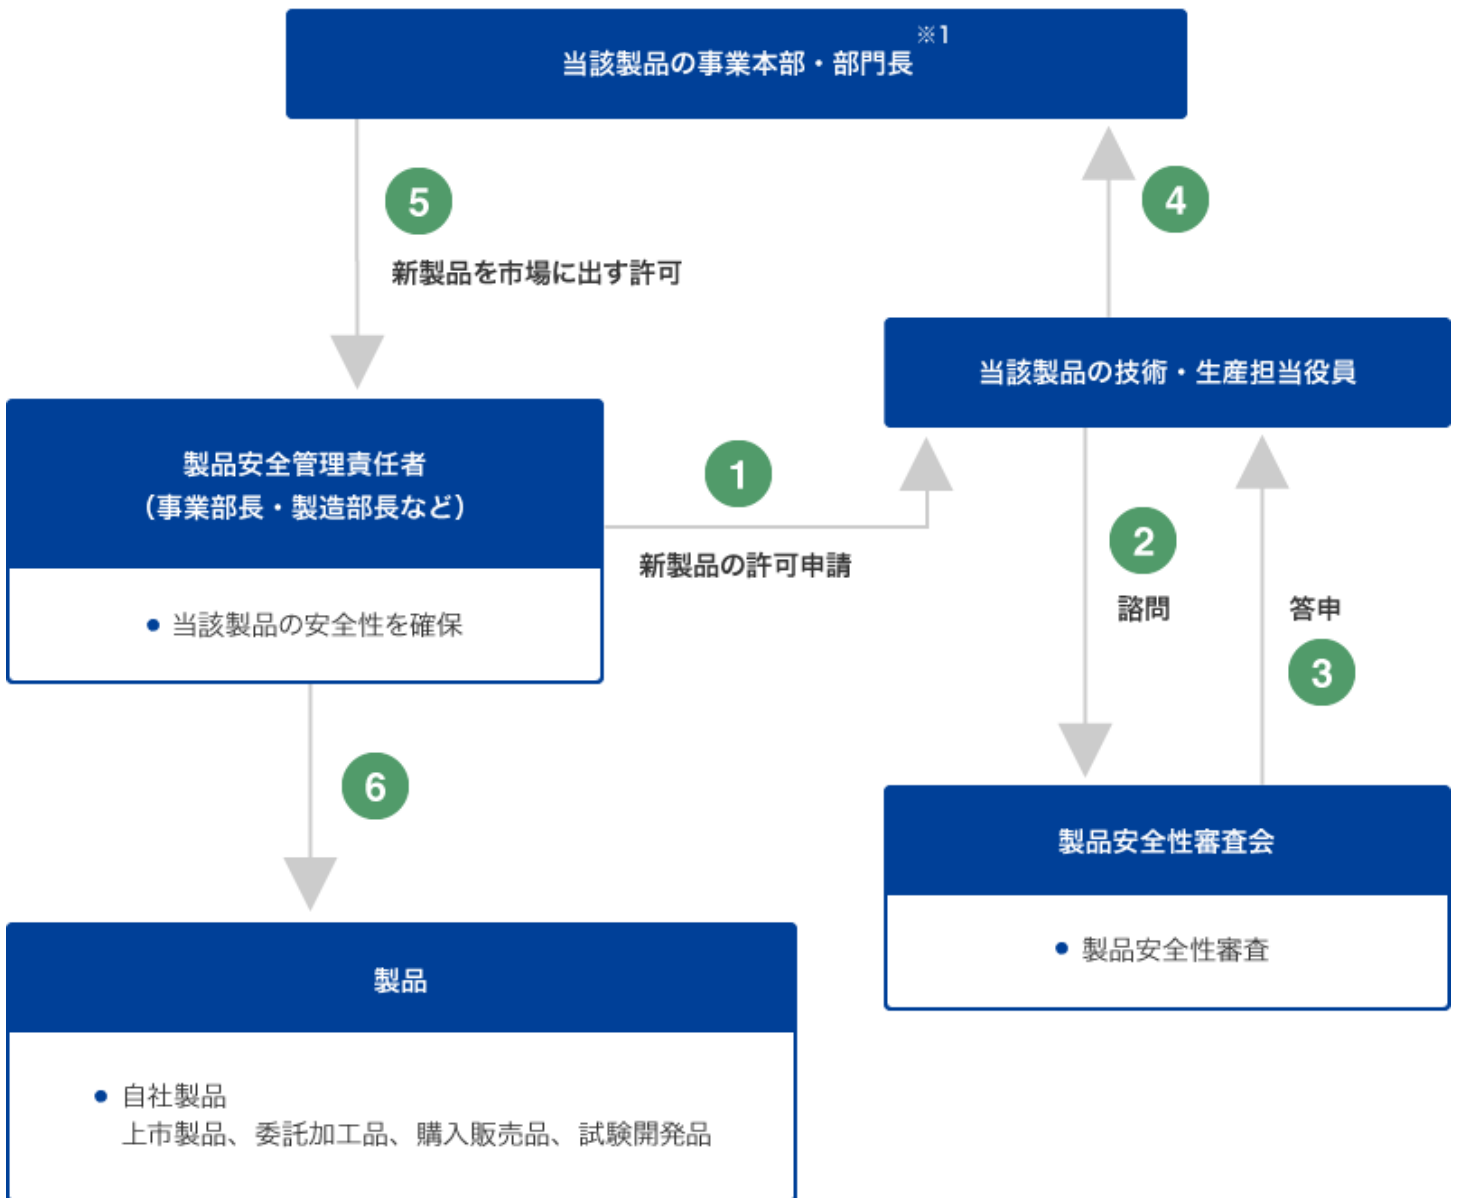 当該製品の事業本部・部門長※1
5
4
新製品を市場に出す許可
当該製品の技術・生産担当役員
製品安全管理責任者
（事業部長・製造部長など）
1
新製品の許可申請
2
諮問
答申
3
● 当該製品の安全性を確保
6
製品安全性審査会
● 製品安全性審査
製品
● 自社製品
上市製品、委託加工品、購入販売品、試験開発品